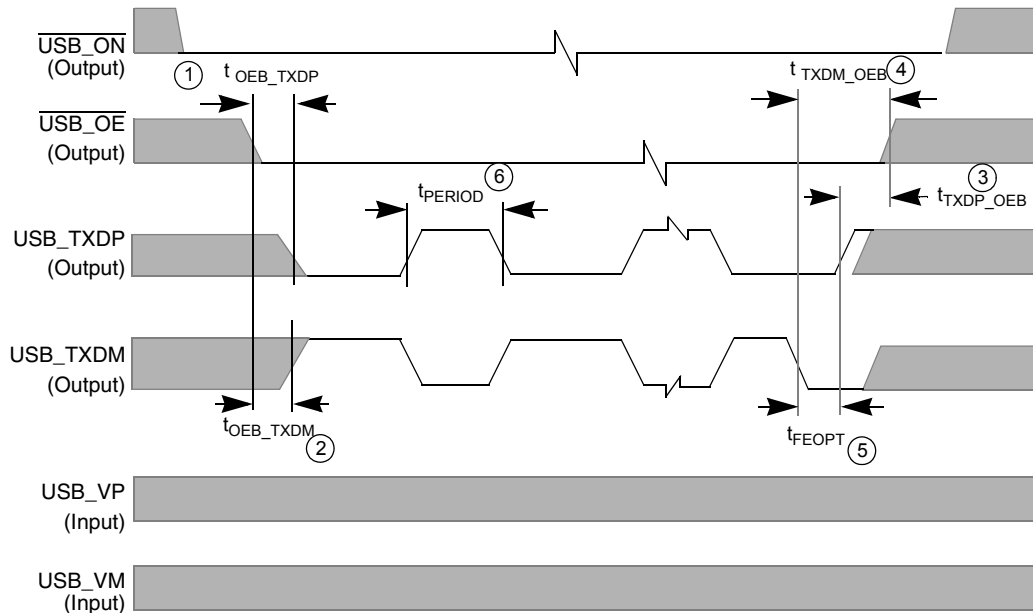 USB_ON
(Output)
1
t OEB_TXDP
t TXDM_OEB
4
USB_OE
(Output)
6
tPERIOD
3
tTXDP_OEB
USB_TXDP
(Output)
USB_TXDM
(Output)
tOEB_TXDM
2
tFEOPT
5
USB_VP
(Input)
USB_VM
(Input)